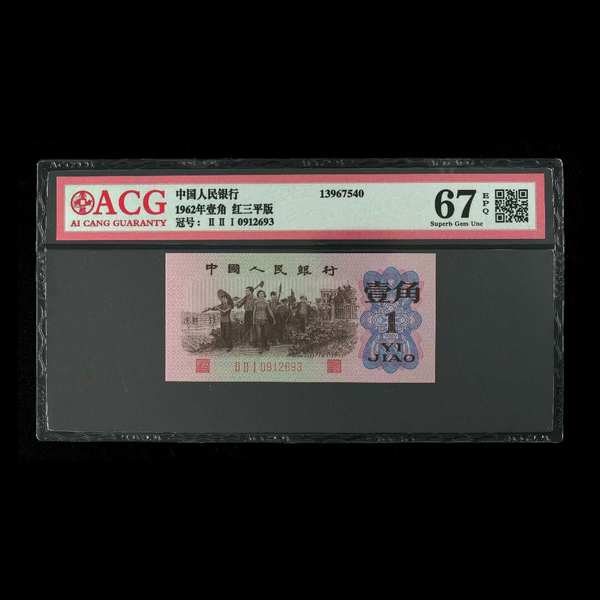 ACG
AI CANG GUARANTY
中国人民银行
1962年壹角 红三平版
冠号: II II I 0912693
13967540
67
EPQ
Superb Gem Unc
中國人民銀行
壹角
1
YI
JIAO
II II I 0912693